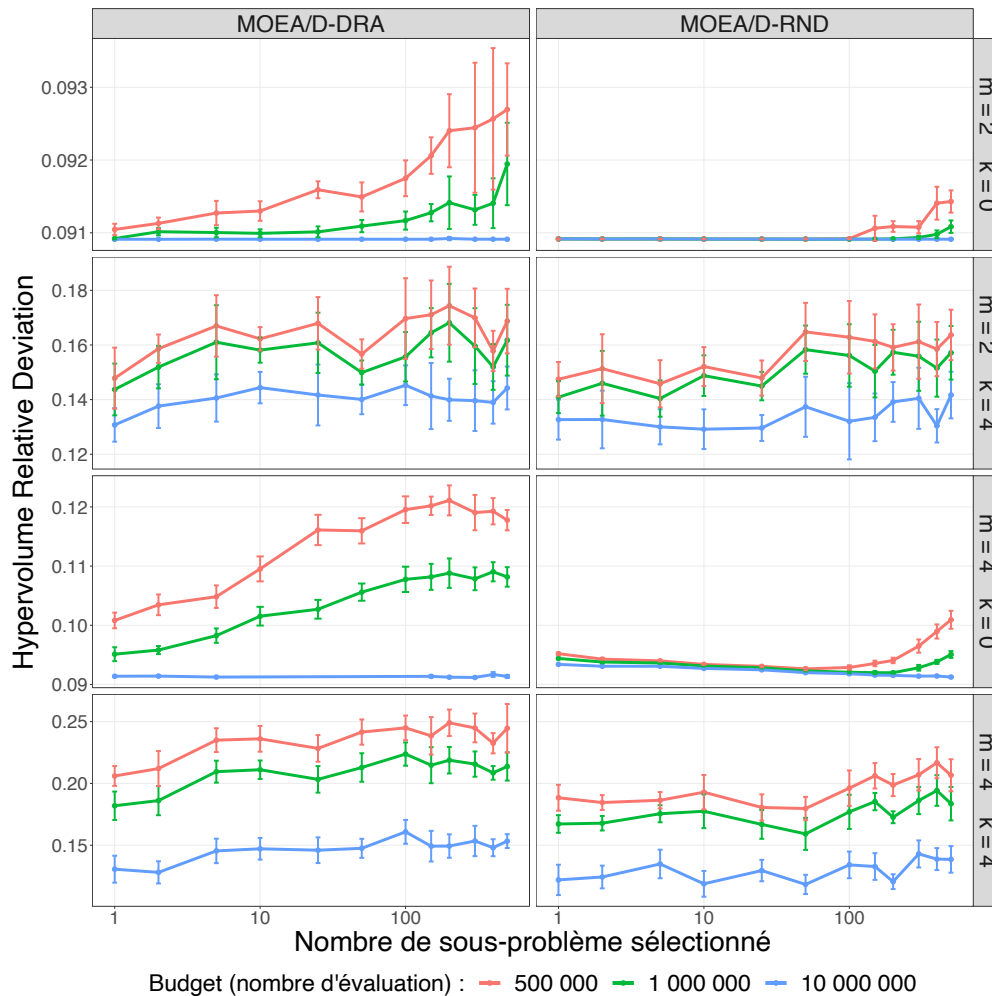 MOEA/D-DRA MOEA/D-RND
0.093
0.092
0.091
m = 2 k = 0
0.18
0.16
0.14
0.12
m = 2 k = 4
0.12
0.11
0.10
0.09
m = 4 k = 0
0.25
0.20
0.15
m = 4 k = 4
Hypervolume Relative Deviation
1 10 100 1 10 100
Nombre de sous-problème sélectionné
Budget (nombre d'évaluation) : 500 000 1 000 000 10 000 000